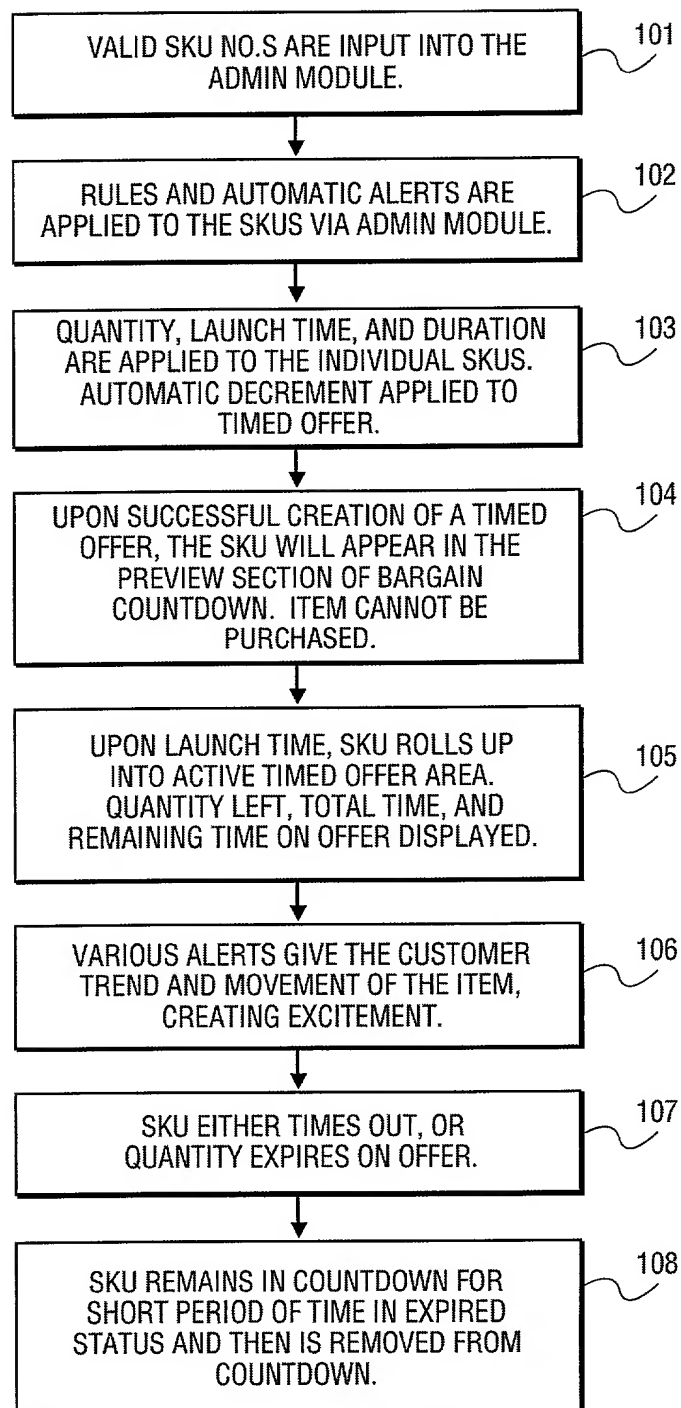 VALID SKU NO.S ARE INPUT INTO THE
ADMIN MODULE.
101
RULES AND AUTOMATIC ALERTS ARE
APPLIED TO THE SKUS VIA ADMIN MODULE.
102
QUANTITY, LAUNCH TIME, AND DURATION
ARE APPLIED TO THE INDIVIDUAL SKUS.
AUTOMATIC DECREMENT APPLIED TO
TIMED OFFER.
103
UPON SUCCESSFUL CREATION OF A TIMED
OFFER, THE SKU WILL APPEAR IN THE
PREVIEW SECTION OF BARGAIN
COUNTDOWN. ITEM CANNOT BE
PURCHASED.
104
UPON LAUNCH TIME, SKU ROLLS UP
INTO ACTIVE TIMED OFFER AREA.
QUANTITY LEFT, TOTAL TIME, AND
REMAINING TIME ON OFFER DISPLAYED.
105
VARIOUS ALERTS GIVE THE CUSTOMER
TREND AND MOVEMENT OF THE ITEM,
CREATING EXCITEMENT.
106
SKU EITHER TIMES OUT, OR
QUANTITY EXPIRES ON OFFER.
107
SKU REMAINS IN COUNTDOWN FOR
SHORT PERIOD OF TIME IN EXPIRED
STATUS AND THEN IS REMOVED FROM
COUNTDOWN.
108